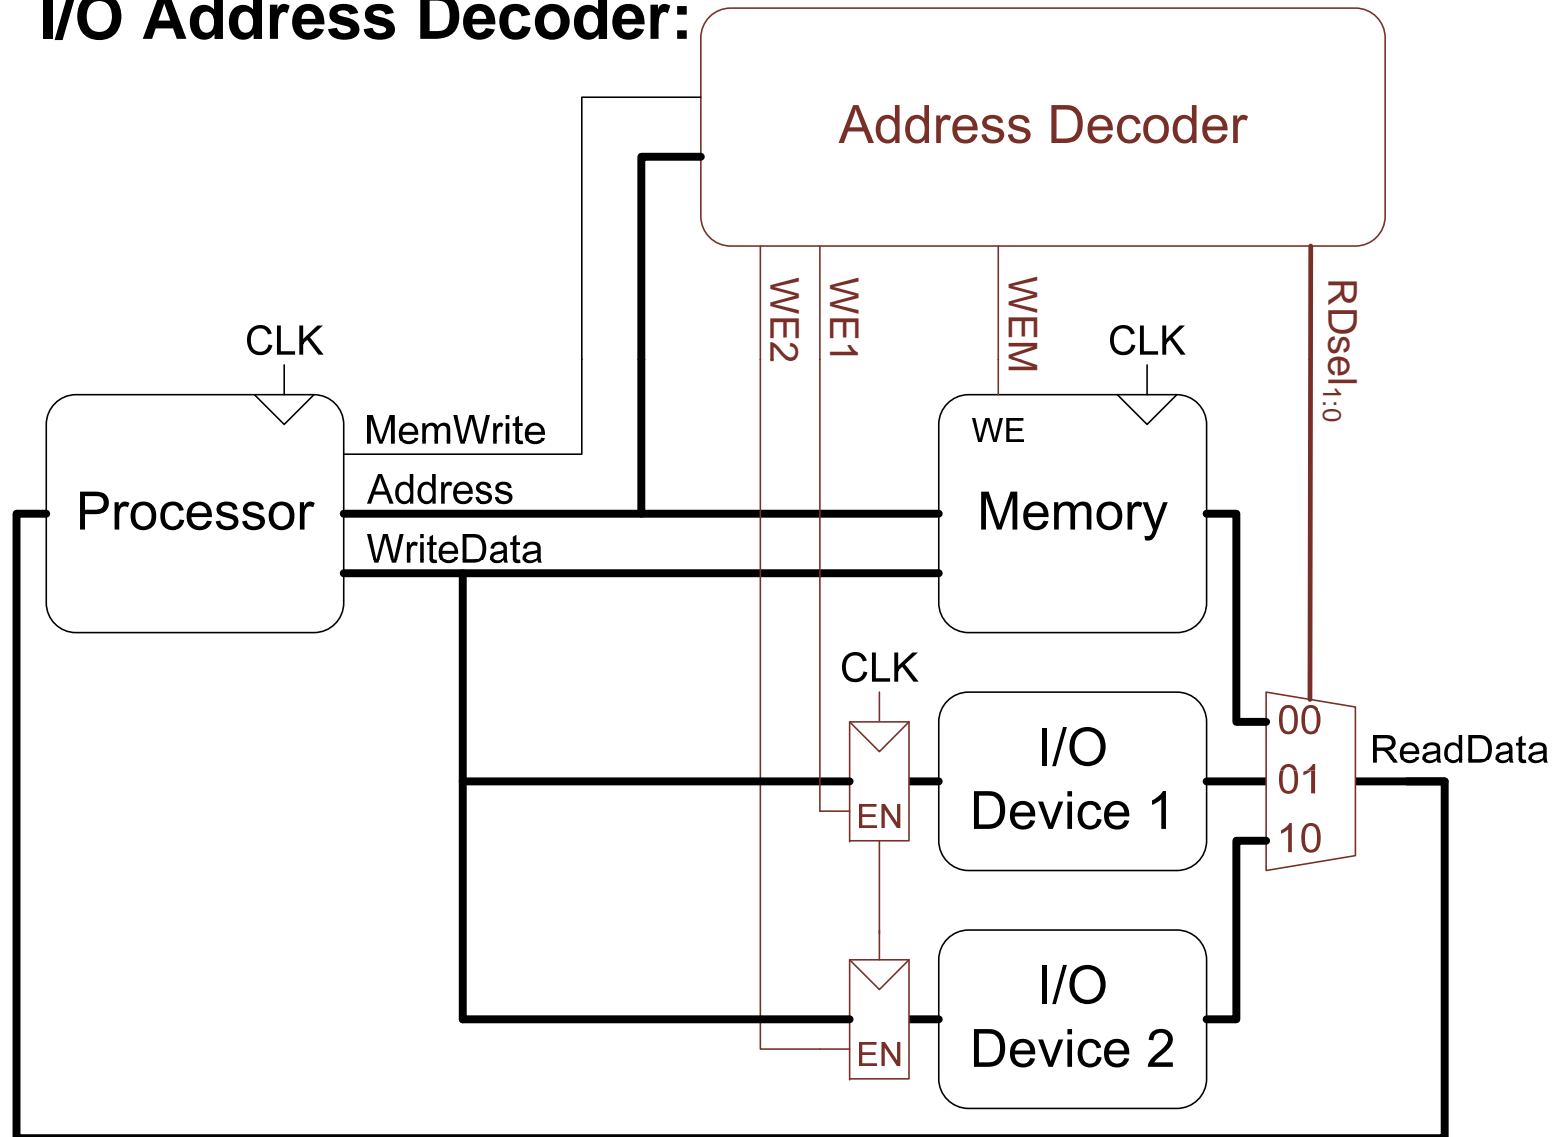 I/O Address Decoder:
Address Decoder
WE2
WE1
WEM
RDsel1:0
CLK
CLK
MemWrite
WE
Address
Processor
Memory
WriteData
CLK
I/O
Device 1
EN
00
01
10
ReadData
I/O
Device 2
EN